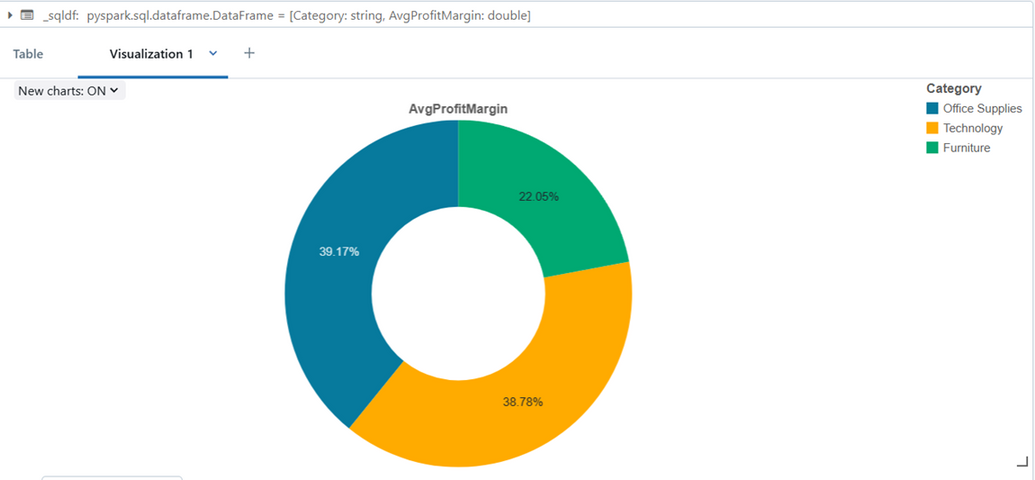 _sqldf: pyspark.sql.dataframe.DataFrame = [Category: string, AvgProfitMargin: double]
Table
Visualization 1
+
New charts: ON
AvgProfitMargin
Category
Office Supplies
Technology
Furniture
22.05%
39.17%
38.78%